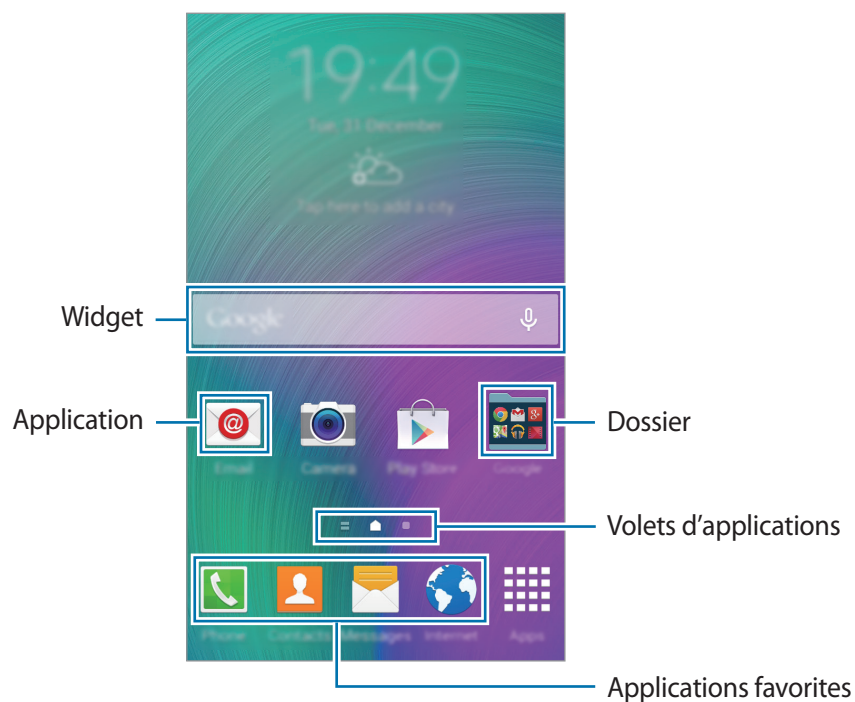 19:49
Tue, 31 December
Tap here to add a city
Widget
Google
Application
Dossier
Email
Camera
Play Store
Google
Volets d'applications
Phone
Contacts
Messages
Internet
Apps
Applications favorites